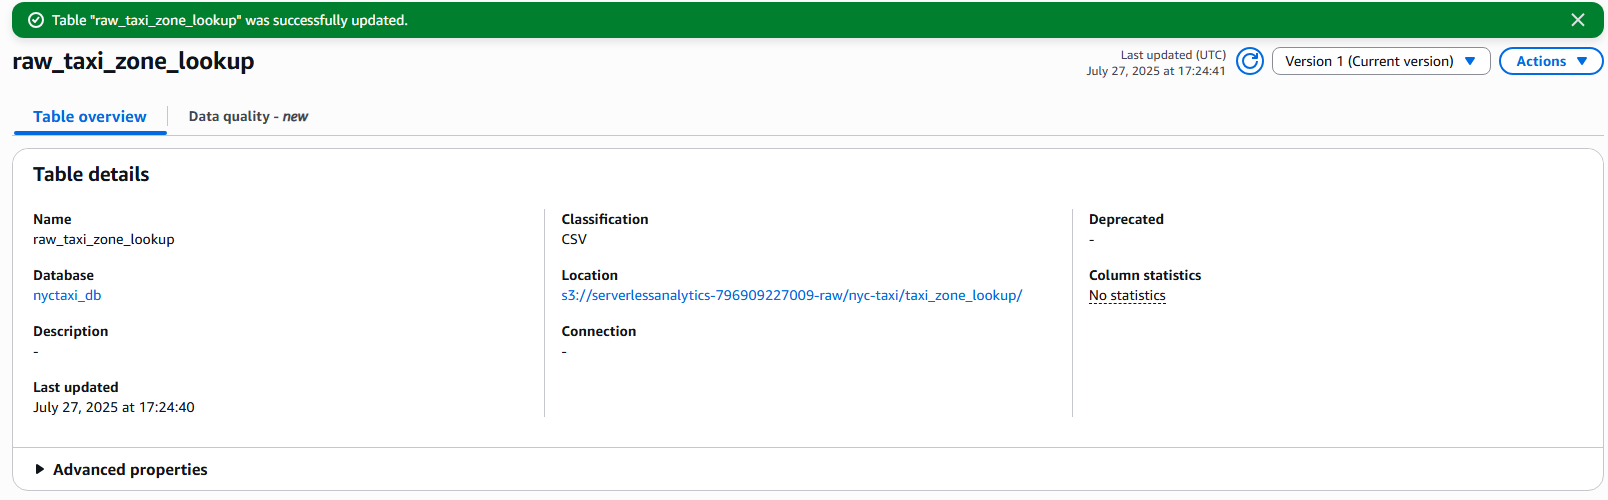 Table "raw_taxi_zone_lookup" was successfully updated.
raw_taxi_zone_lookup
Last updated (UTC)
July 27, 2025 at 17:24:41
Version 1 (Current version)
Actions
Table overview
Data quality - new
Table details
Name
raw_taxi_zone_lookup
Database
nyctaxi_db
Description
-
Last updated
July 27, 2025 at 17:24:40
Classification
CSV
Location
s3://serverlessanalytics-796909227009-raw/nyc-taxi/taxi_zone_lookup/
Connection
-
Deprecated
-
Column statistics
No statistics
Advanced properties